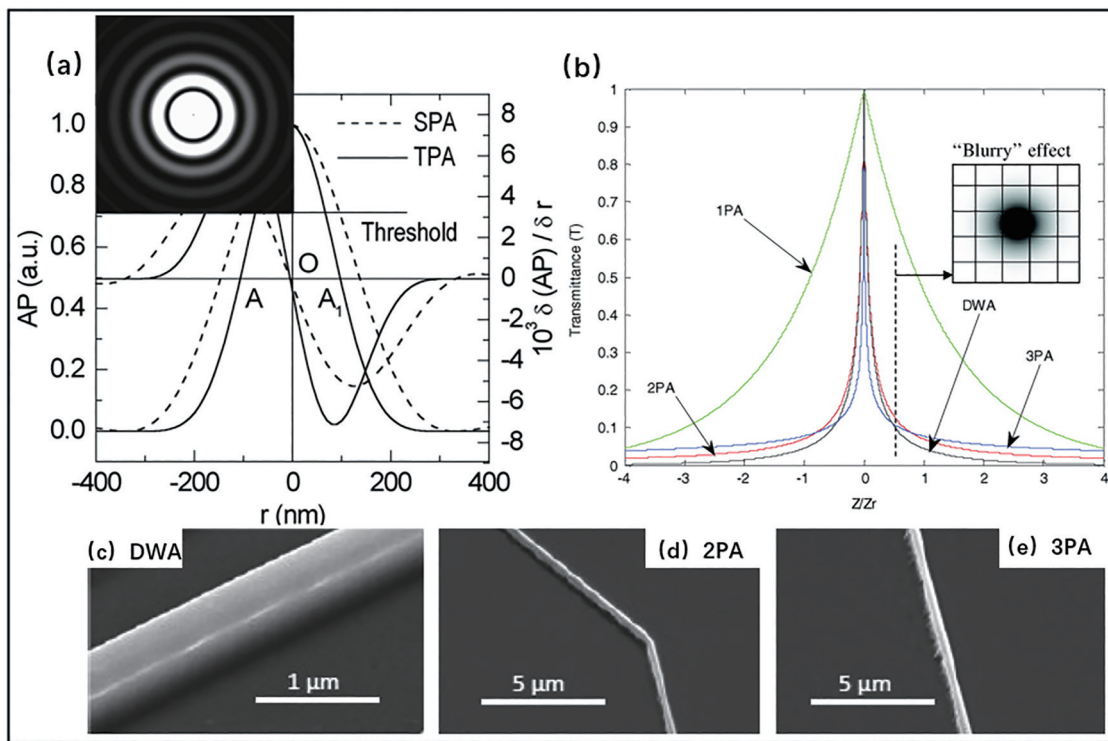 (a)
SPA
TPA
Threshold
O
A
A1
AP (a.u.)
1.0
0.8
0.6
0.4
0.2
0.0
8
6
4
2
0
-2
-4
-6
-8
10³ δ (AP) / δ r
-400
-200
0
200
400
r (nm)
(b)
"Blurry" effect
1PA
DWA
2PA
3PA
Transmittance (T)
1
0.9
0.8
0.7
0.6
0.5
0.4
0.3
0.2
0.1
0
-4
-3
-2
-1
0
1
2
3
4
Z/Zr
(c) DWA
1 μm
(d) 2PA
5 μm
(e) 3PA
5 μm